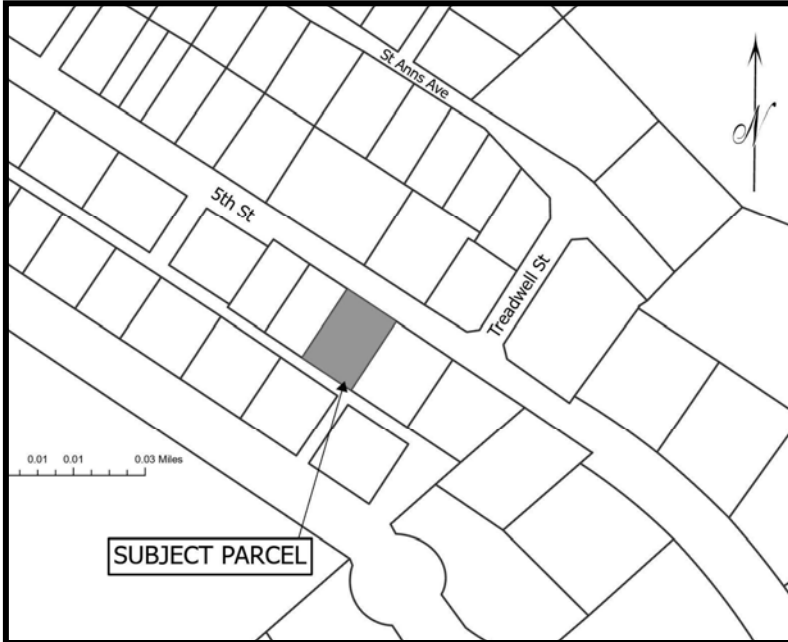 St Anns Ave
N
5th St
Treadwell St
0.01 0.01 0.03 Miles
SUBJECT PARCEL